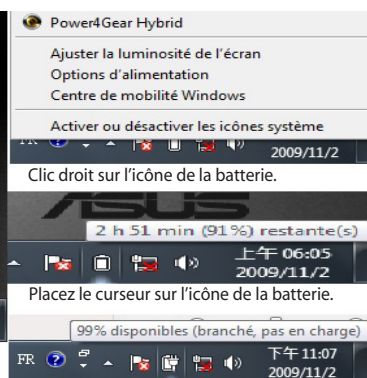 Power4Gear Hybrid
Ajuster la luminosité de l'écran
Options d'alimentation
Centre de mobilité Windows
Activer ou désactiver les icônes système
FR
2009/11/2
Clic droit sur l'icône de la batterie.
ASUS
2 h 51 min (91%) restante(s)
上午 06:05
2009/11/2
Placez le curseur sur l'icône de la batterie.
99% disponibles (branché, pas en charge)
FR
下午 11:07
2009/11/2